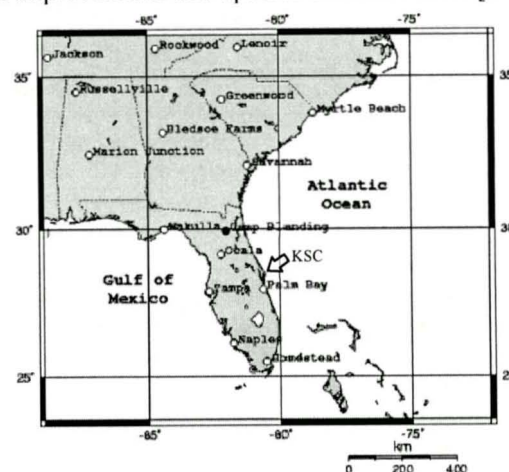 -85° -80° -75°
Rockwood Lenoir
Jackson
35°
Russellville
Greenwood
Myrtle Beach
Bledsoe Farms
Marion Junction
Savannah
Atlantic
Ocean
30°
Wakulla Camp Blanding
Ocala
KSC
Gulf of
Mexico
Palm Bay
Tampa
Naples
Homestead
25°
-85° -80° -75°
km
0 200 400